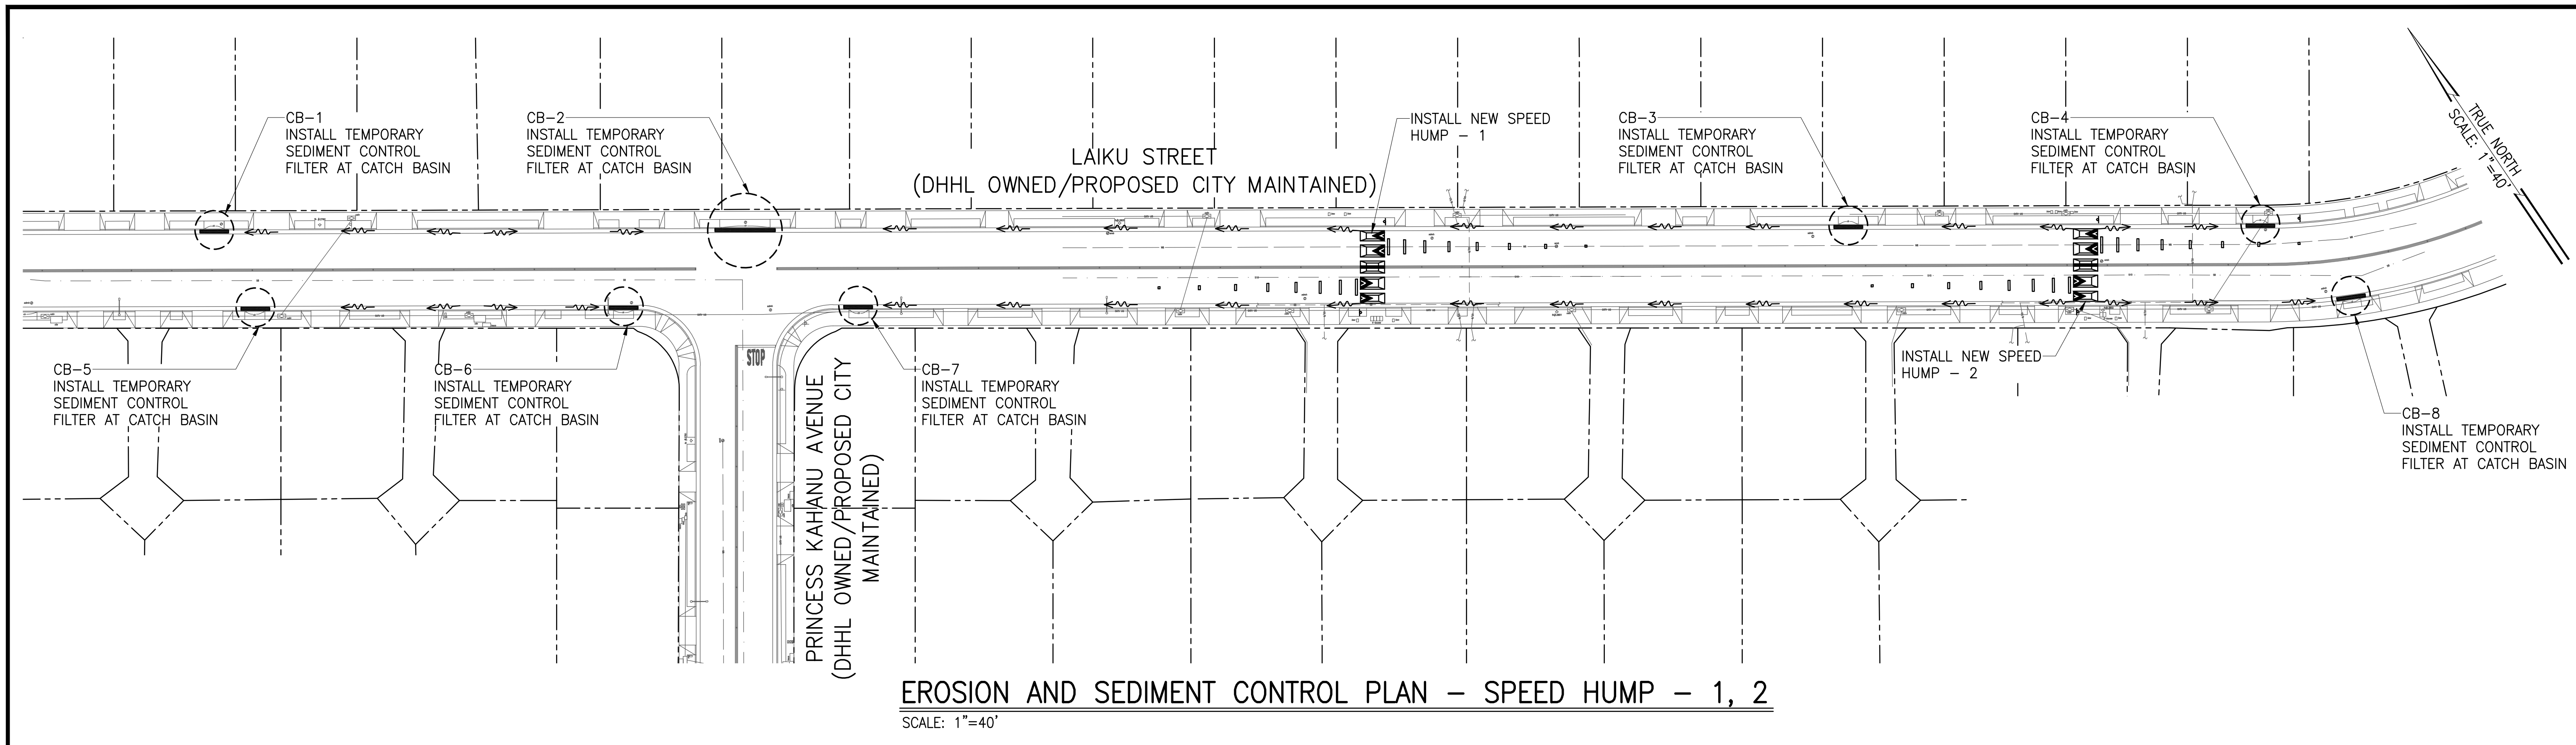 CB-1
INSTALL TEMPORARY
SEDIMENT CONTROL
FILTER AT CATCH BASIN
CB-2
INSTALL TEMPORARY
SEDIMENT CONTROL
FILTER AT CATCH BASIN
LAIKU STREET
(DHHL OWNED/PROPOSED CITY MAINTAINED)
INSTALL NEW SPEED
HUMP - 1
CB-3
INSTALL TEMPORARY
SEDIMENT CONTROL
FILTER AT CATCH BASIN
CB-4
INSTALL TEMPORARY
SEDIMENT CONTROL
FILTER AT CATCH BASIN
TRUE NORTH
SCALE: 1"=40'
CB-5
INSTALL TEMPORARY
SEDIMENT CONTROL
FILTER AT CATCH BASIN
CB-6
INSTALL TEMPORARY
SEDIMENT CONTROL
FILTER AT CATCH BASIN
STOP
PRINCESS KAHANU AVENUE
(DHHL OWNED/PROPOSED CITY
MAINTAINED)
CB-7
INSTALL TEMPORARY
SEDIMENT CONTROL
FILTER AT CATCH BASIN
INSTALL NEW SPEED
HUMP - 2
CB-8
INSTALL TEMPORARY
SEDIMENT CONTROL
FILTER AT CATCH BASIN
EROSION AND SEDIMENT CONTROL PLAN - SPEED HUMP - 1, 2
SCALE: 1"=40'